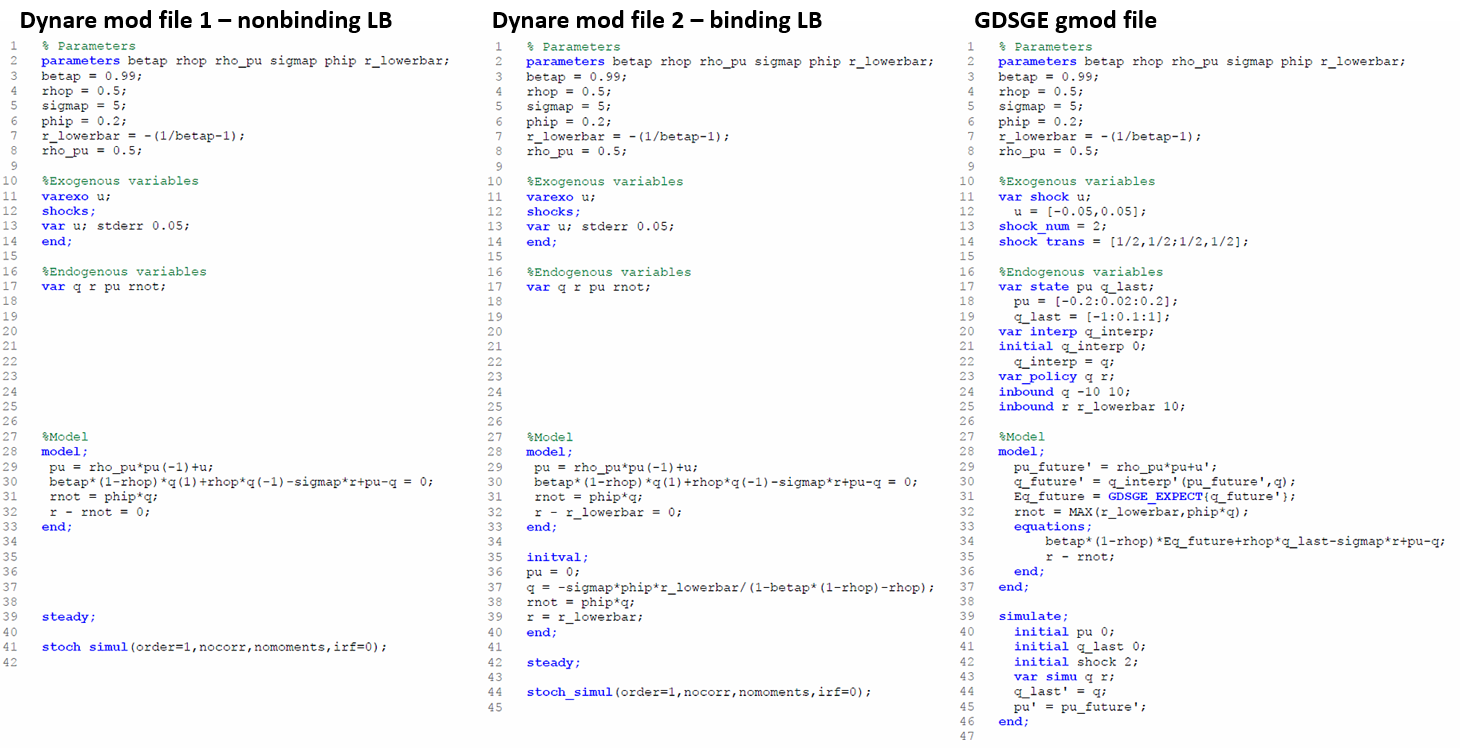 Dynare mod file 1 – nonbinding LB
1 % Parameters
2 parameters betap rhop rho_pu sigmap phip r_lowerbar;
3 betap = 0.99;
4 rhop = 0.5;
5 sigmap = 5;
6 phip = 0.2;
7 r_lowerbar = -(1/betap-1);
8 rho_pu = 0.5;
9
10 %Exogenous variables
11 varexo u;
12 shocks;
13 var u; stderr 0.05;
14 end;
15
16 %Endogenous variables
17 var q r pu rnot;
18
19
20
21
22
23
24
25
26
27 %Model
28 model;
29 pu = rho_pu*pu(-1)+u;
30 betap*(1-rhop)*q(1)+rhop*q(-1)-sigmap*r+pu-q = 0;
31 rnot = phip*q;
32 r - rnot = 0;
33 end;
34
35
36
37
38
39 steady;
40
41 stoch simul(order=1,nocorr,nomoments,irf=0);
42
Dynare mod file 2 – binding LB
1 % Parameters
2 parameters betap rhop rho_pu sigmap phip r_lowerbar;
3 betap = 0.99;
4 rhop = 0.5;
5 sigmap = 5;
6 phip = 0.2;
7 r_lowerbar = -(1/betap-1);
8 rho_pu = 0.5;
9
10 %Exogenous variables
11 varexo u;
12 shocks;
13 var u; stderr 0.05;
14 end;
15
16 %Endogenous variables
17 var q r pu rnot;
18
19
20
21
22
23
24
25
26
27 %Model
28 model;
29 pu = rho_pu*pu(-1)+u;
30 betap*(1-rhop)*q(1)+rhop*q(-1)-sigmap*r+pu-q = 0;
31 rnot = phip*q;
32 r - r_lowerbar = 0;
33 end;
34
35 initval;
36 pu = 0;
37 q = -sigmap*phip*r_lowerbar/(1-betap*(1-rhop)-rhop);
38 rnot = phip*q;
39 r = r_lowerbar;
40 end;
41
42 steady;
43
44 stoch_simul(order=1,nocorr,nomoments,irf=0);
45
GDSGE gmod file
1 % Parameters
2 parameters betap rhop rho_pu sigmap phip r_lowerbar;
3 betap = 0.99;
4 rhop = 0.5;
5 sigmap = 5;
6 phip = 0.2;
7 r_lowerbar = -(1/betap-1);
8 rho_pu = 0.5;
9
10 %Exogenous variables
11 var shock u;
12 u = [-0.05,0.05];
13 shock_num = 2;
14 shock trans = [1/2,1/2;1/2,1/2];
15
16 %Endogenous variables
17 var state pu q_last;
18 pu = [-0.2:0.02:0.2];
19 q_last = [-1:0.1:1];
20 var interp q_interp;
21 initial q_interp 0;
22 q_interp = q;
23 var_policy q r;
24 inbound q -10 10;
25 inbound r r_lowerbar 10;
26
27 %Model
28 model;
29 pu_future' = rho_pu*pu+u';
30 q_future' = q_interp'(pu_future',q);
31 Eq_future = GDSGE_EXPECT{q_future'};
32 rnot = MAX(r_lowerbar,phip*q);
33 equations;
34 betap*(1-rhop)*Eq_future+rhop*q_last-sigmap*r+pu-q;
35 r - rnot;
36 end;
37 end;
38
39 simulate;
40 initial pu 0;
41 initial q_last 0;
42 initial shock 2;
43 var simu q r;
44 q_last' = q;
45 pu' = pu_future';
46 end;
47